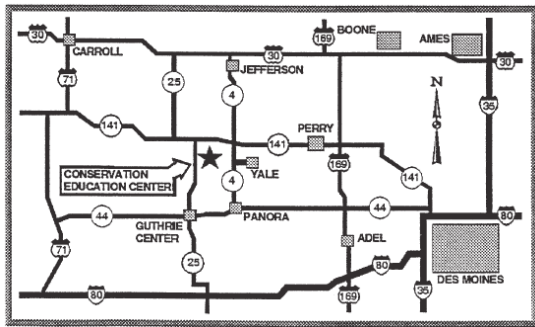 30
CARROLL
BOONE
169
AMES
30
JEFFERSON
30
71
25
4
N
35
141
141
141
PERRY
141
CONSERVATION
EDUCATION CENTER
YALE
169
4
44
GUTHRIE
CENTER
PANORA
44
80
ADEL
71
25
80
DES MOINES
80
169
35